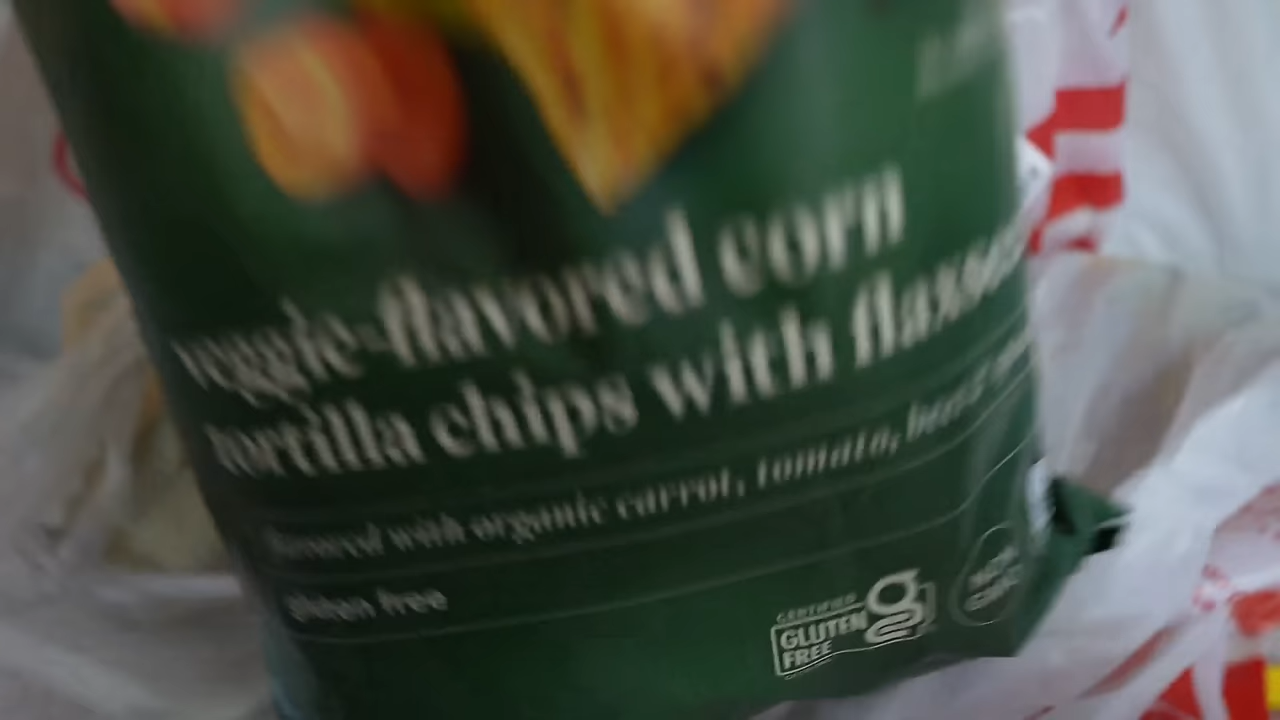 veggie-flavored corn
tortilla chips with
flavored with organic carrot, tomato,
gluten free
CERTIFIED
GLUTEN
FREE
g